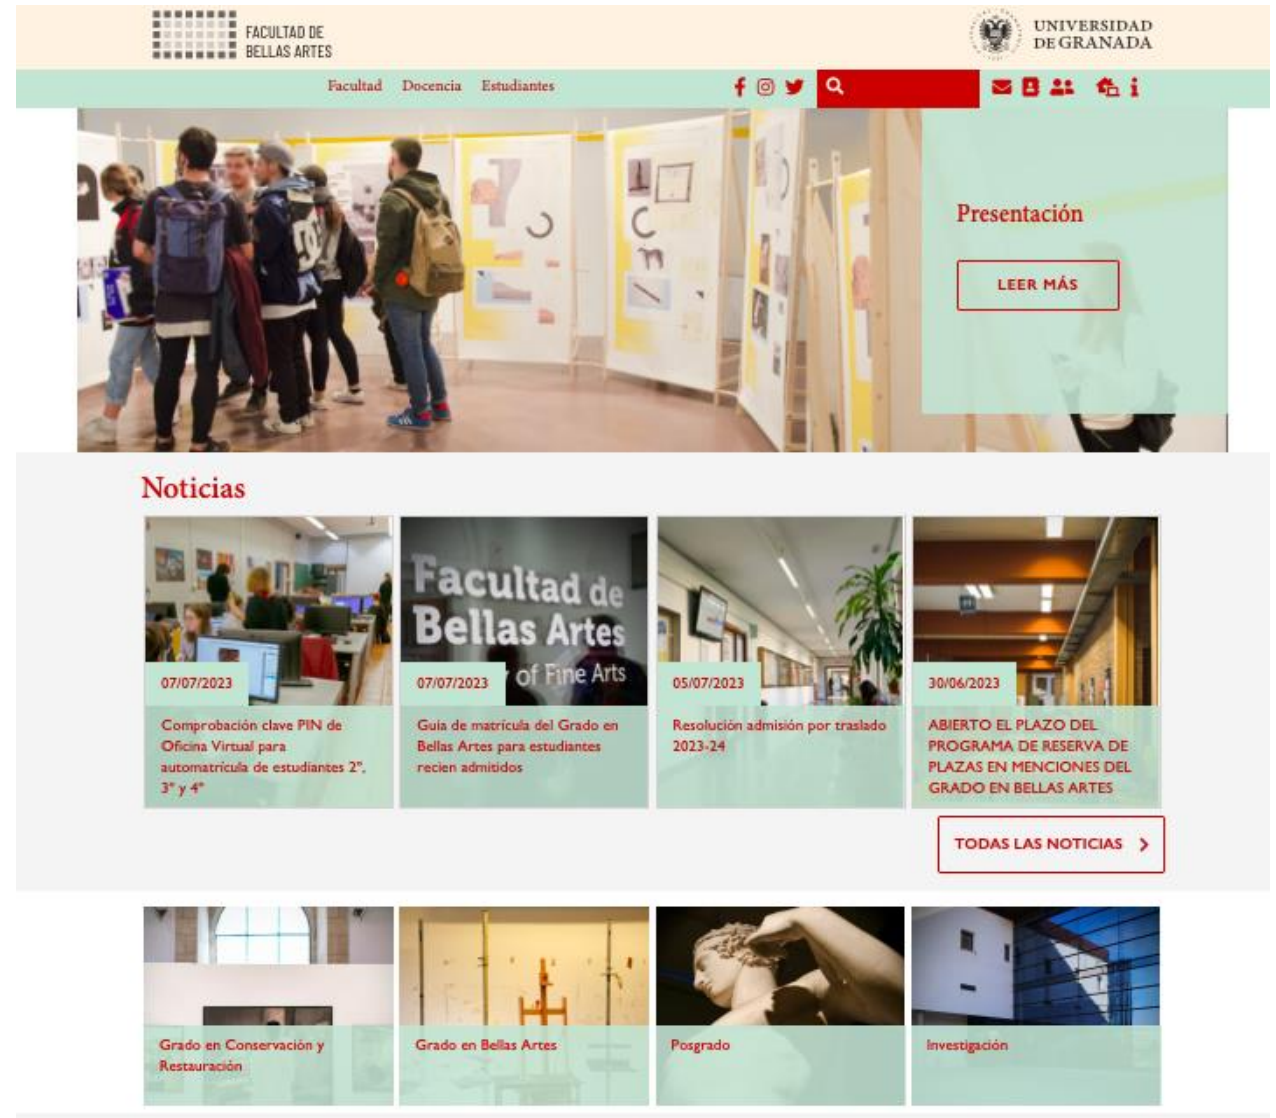 FACULTAD DE
BELLAS ARTES
UNIVERSIDAD
DE GRANADA
Facultad Docencia Estudiantes
Presentación
LEER MÁS
Noticias
Facultad de
Bellas Artes
of Fine Arts
07/07/2023
Comprobación clave PIN de
Oficina Virtual para
automatrícula de estudiantes 2º,
3º y 4º
07/07/2023
Guia de matrícula del Grado en
Bellas Artes para estudiantes
recien admitidos
05/07/2023
Resolución admisión por traslado
2023-24
30/06/2023
ABIERTO EL PLAZO DEL
PROGRAMA DE RESERVA DE
PLAZAS EN MENCIONES DEL
GRADO EN BELLAS ARTES
TODAS LAS NOTICIAS
Grado en Conservación y
Restauración
Grado en Bellas Artes
Posgrado
Investigación